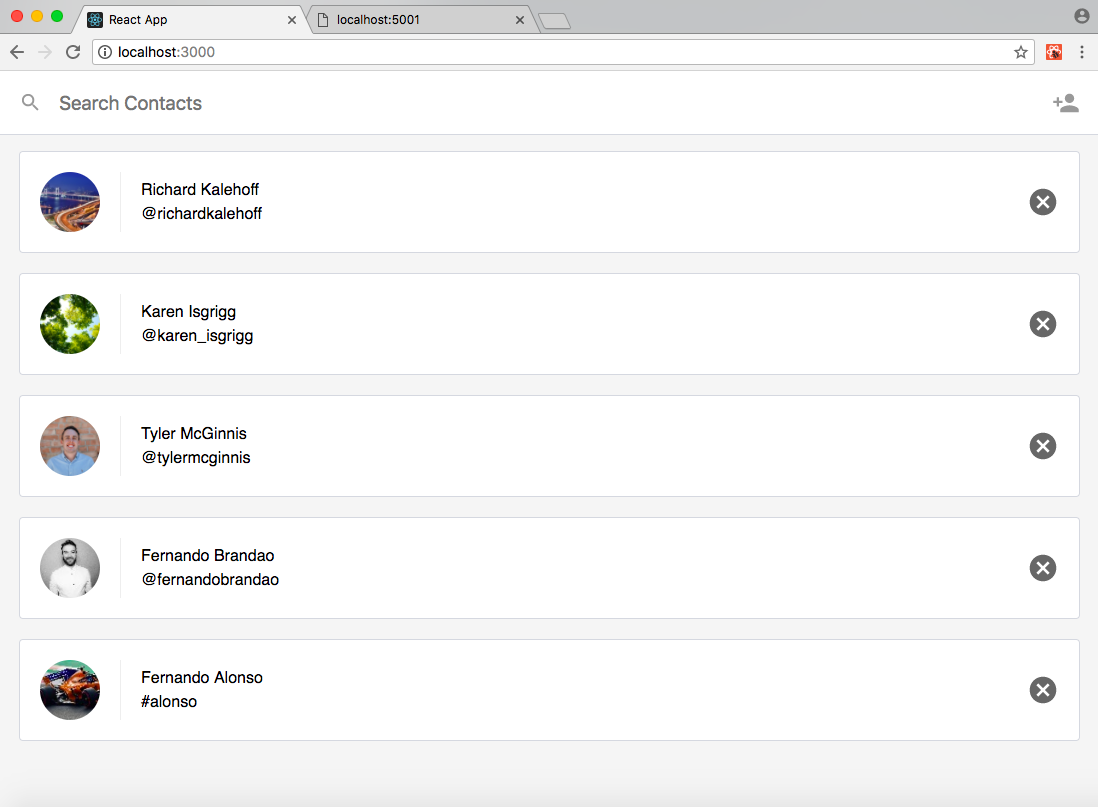 React App
localhost:5001
localhost:3000
Search Contacts
Richard Kalehoff
@richardkalehoff
Karen Isgrigg
@karen_isgrigg
Tyler McGinnis
@tylermcginnis
Fernando Brandao
@fernandobrandao
Fernando Alonso
#alonso